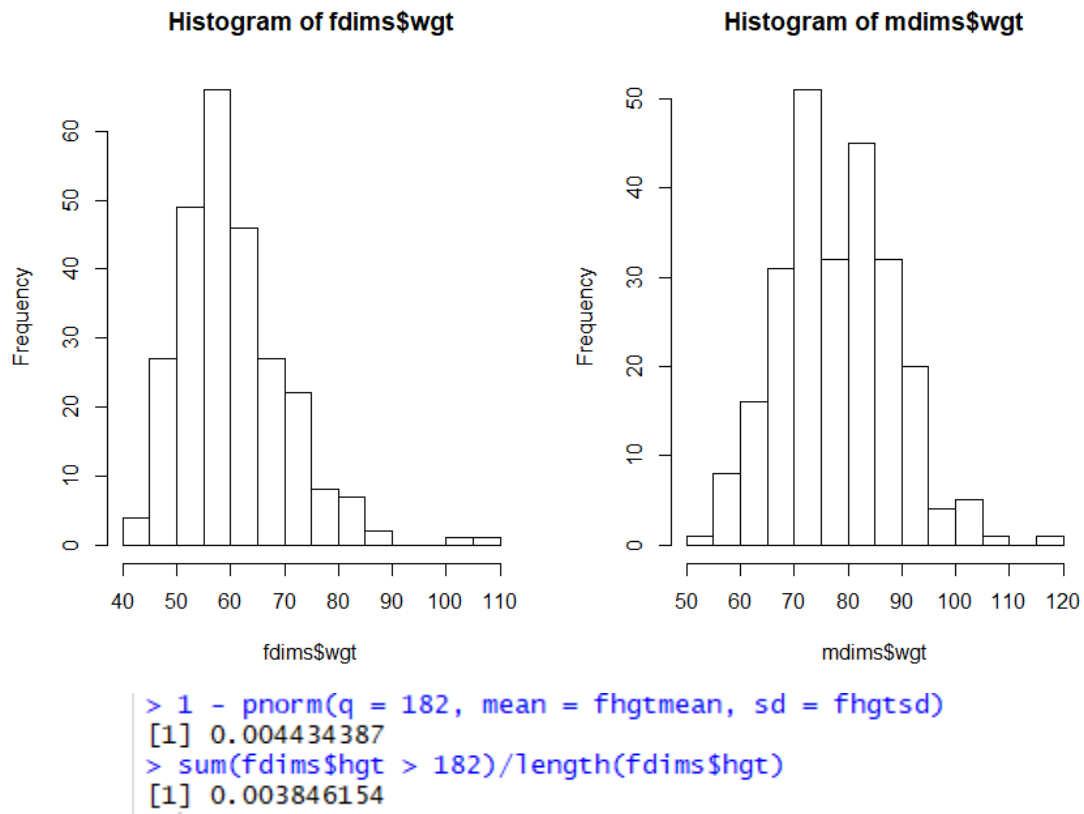 Histogram of fdims$wgt
Histogram of mdims$wgt
Frequency
0
10
20
30
40
50
60
40 50 60 70 80 90 100 110
fdims$wgt
Frequency
0
10
20
30
40
50
50 60 70 80 90 100 110 120
mdims$wgt
> 1 - pnorm(q = 182, mean = fhgtmean, sd = fhgtsd)
[1] 0.004434387
> sum(fdims$hgt > 182)/length(fdims$hgt)
[1] 0.003846154